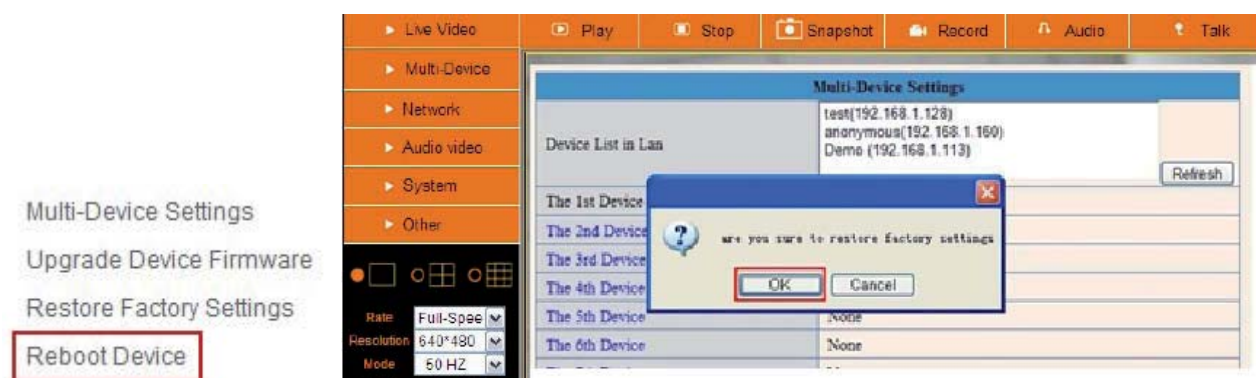 Multi-Device Settings
Upgrade Device Firmware
Restore Factory Settings
Reboot Device
Live Video
Multi-Device
Network
Audio video
System
Other
Rate Full-Spee
Resolution 640*480
Mode 50 HZ
Play Stop Snapshot Record Audio Talk
Multi-Device Settings
Device List in Lan
test(192.168.1.128)
anonymous(192.168.1.160)
Demo (192.168.1.113)
Refresh
The 1st Device
The 2nd Device
The 3rd Device
The 4th Device
The 5th Device None
The 6th Device None
are you sure to restore factory settings
OK Cancel